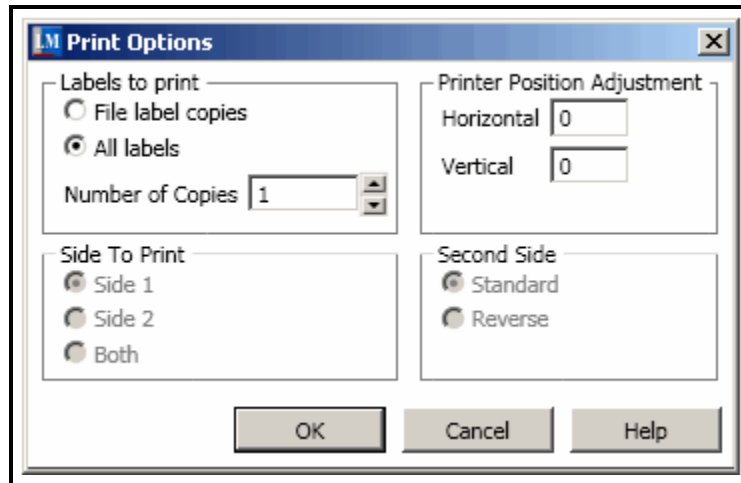 LM Print Options
Labels to print
File label copies
All labels
Number of Copies 1
Printer Position Adjustment
Horizontal 0
Vertical 0
Side To Print
Side 1
Side 2
Both
Second Side
Standard
Reverse
OK Cancel Help